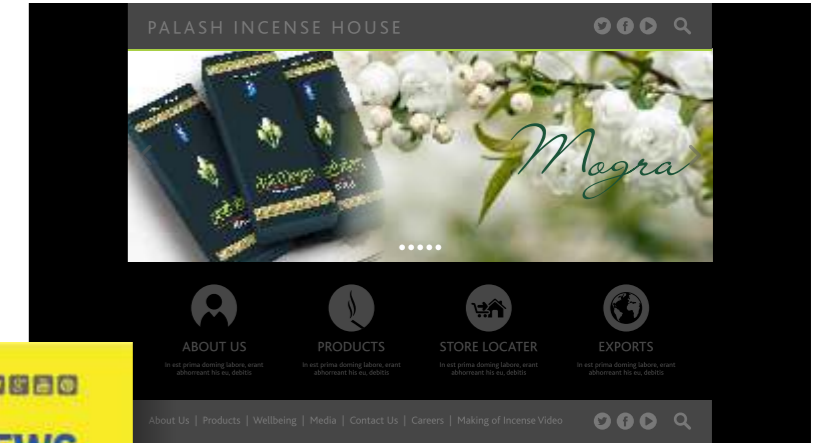 PALASH INCENSE HOUSE
Mogra
ABOUT US
In est prima doming labore, erant
abhorreant his eu, debitis
PRODUCTS
In est prima doming labore, erant
abhorreant his eu, debitis
STORE LOCATER
In est prima doming labore, erant
abhorreant his eu, debitis
EXPORTS
In est prima doming labore, erant
abhorreant his eu, debitis
About Us | Products | Wellbeing | Media | Contact Us | Careers | Making of Incense Video